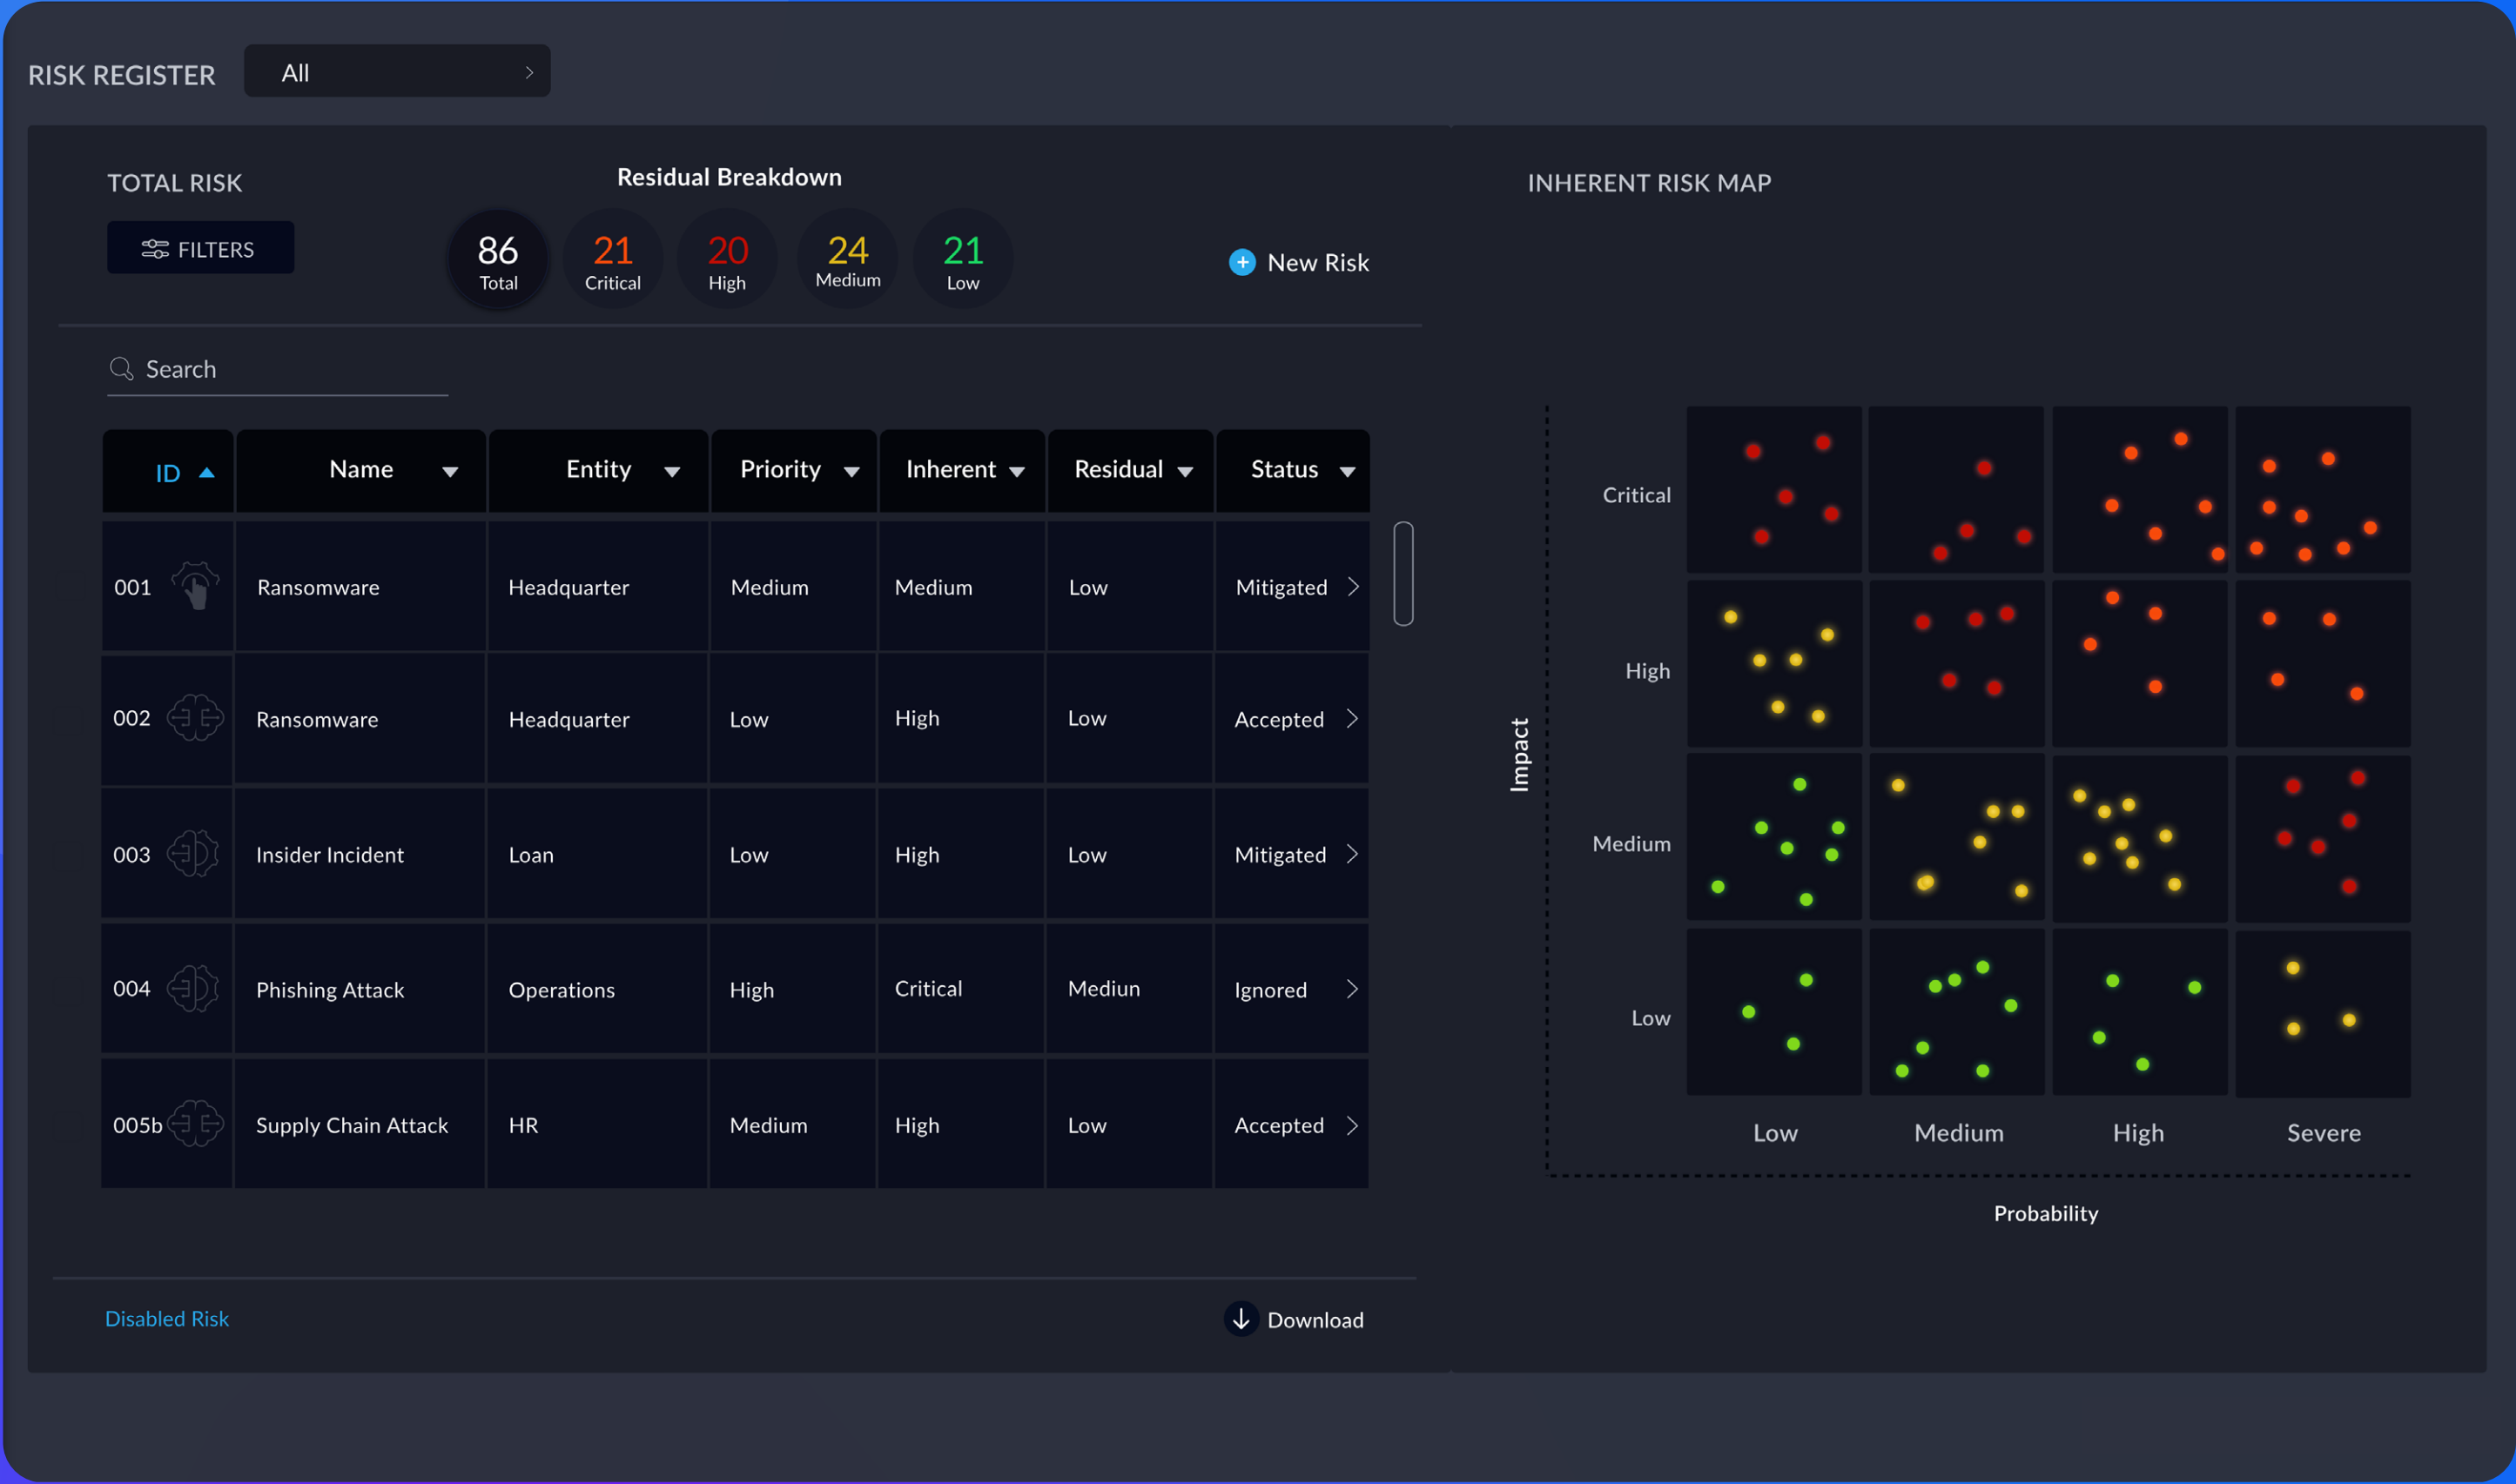 RISK REGISTER All
TOTAL RISK
FILTERS
Residual Breakdown
86 Total
21 Critical
20 High
24 Medium
21 Low
New Risk
Search
ID Name Entity Priority Inherent Residual Status
001 Ransomware Headquarter Medium Medium Low Mitigated
002 Ransomware Headquarter Low High Low Accepted
003 Insider Incident Loan Low High Low Mitigated
004 Phishing Attack Operations High Critical Mediun Ignored
005b Supply Chain Attack HR Medium High Low Accepted
Disabled Risk
Download
INHERENT RISK MAP
Impact
Critical
High
Medium
Low
Low Medium High Severe
Probability